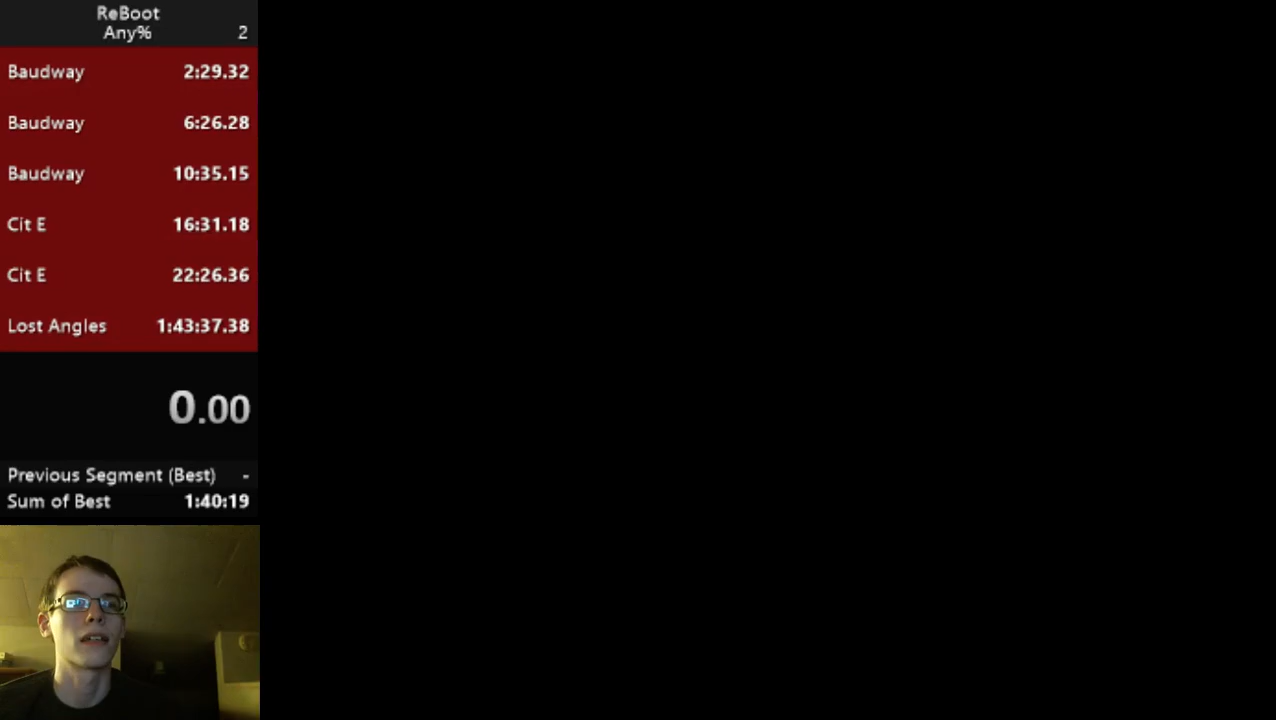 ReBoot
Any% 2
Baudway 2:29.32
Baudway 6:26.28
Baudway 10:35.15
Cit E 16:31.18
Cit E 22:26.36
Lost Angles 1:43:37.38
0.00
Previous Segment (Best) -
Sum of Best 1:40:19